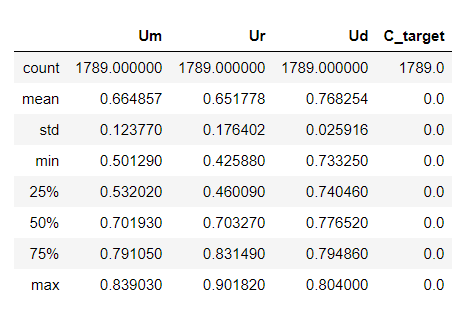 Um Ur Ud C_target
count 1789.000000 1789.000000 1789.000000 1789.0
mean 0.664857 0.651778 0.768254 0.0
std 0.123770 0.176402 0.025916 0.0
min 0.501290 0.425880 0.733250 0.0
25% 0.532020 0.460090 0.740460 0.0
50% 0.701930 0.703270 0.776520 0.0
75% 0.791050 0.831490 0.794860 0.0
max 0.839030 0.901820 0.804000 0.0